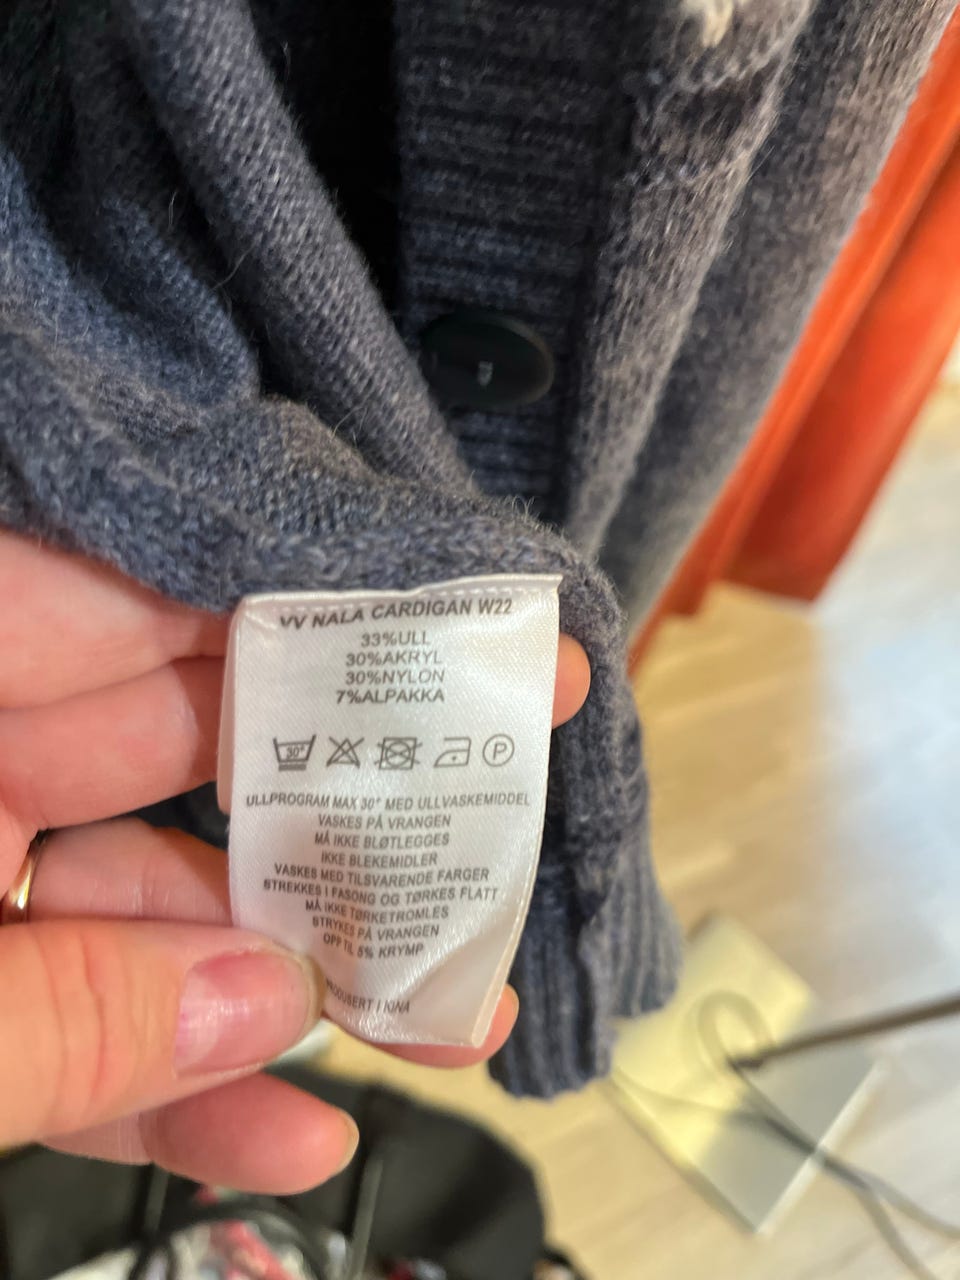 VV NALA CARDIGAN W22
33%ULL
30%AKRYL
30%NYLON
7%ALPAKKA
30°
P
ULLPROGRAM MAX 30° MED ULLVASKEMIDDEL
VASKES PÅ VRANGEN
MÅ IKKE BLØTLEGGES
IKKE BLEKEMIDLER
VASKES MED TILSVARENDE FARGER
STREKKES I FASONG OG TØRKES FLATT
MÅ IKKE TØRKETROMLES
STRYKES PÅ VRANGEN
OPP TIL 5% KRYMP